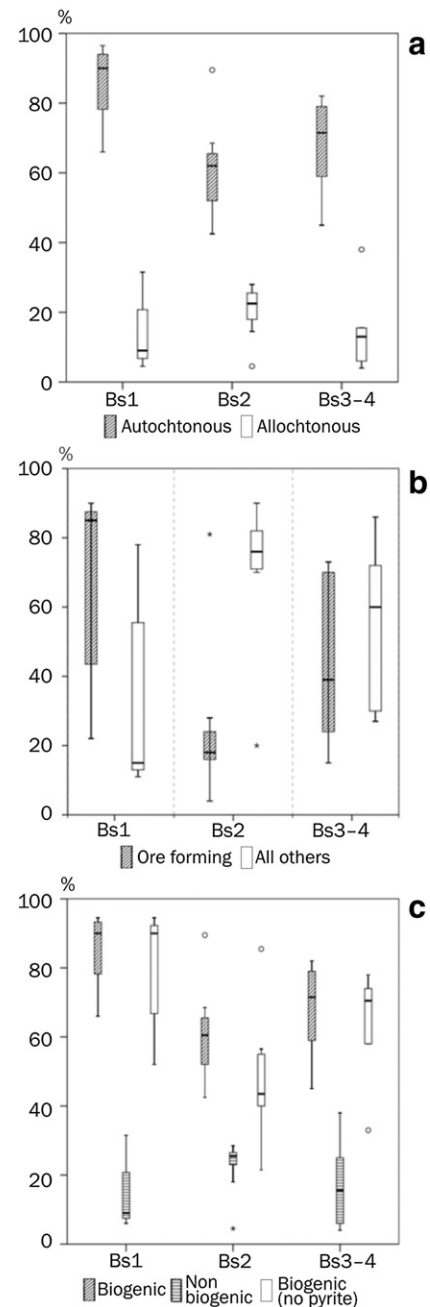 %
a
100
80
60
40
20
0
Bs1 Bs2 Bs3–4
Autochtonous Allochtonous
%
b
100
80
60
40
20
0
Bs1 Bs2 Bs3–4
Ore forming All others
%
c
100
80
60
40
20
0
Bs1 Bs2 Bs3–4
Biogenic Non biogenic Biogenic (no pyrite)